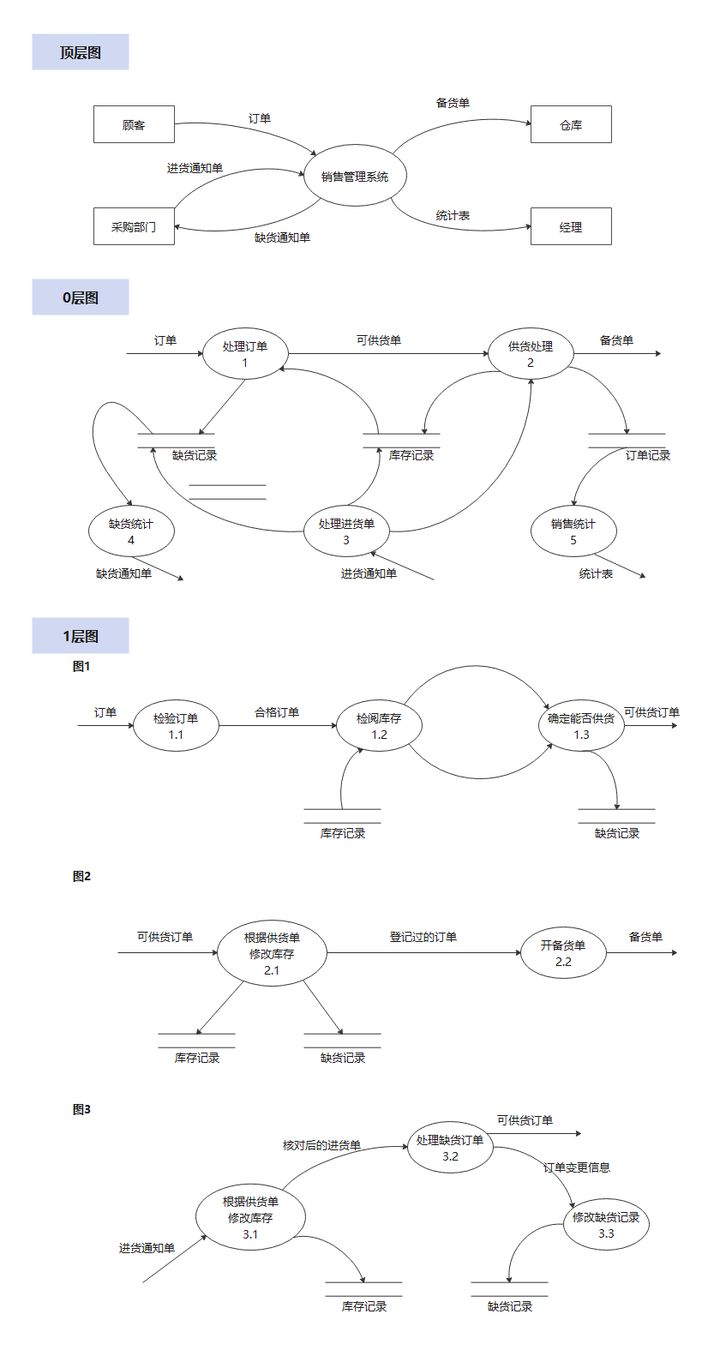 顶层图
顾客
订单
备货单
仓库
进货通知单
销售管理系统
采购部门
缺货通知单
统计表
经理
0层图
订单
处理订单
1
可供货单
供货处理
2
备货单
缺货记录
库存记录
订单记录
缺货统计
4
处理进货单
3
销售统计
5
缺货通知单
进货通知单
统计表
1层图
图1
订单
检验订单
1.1
合格订单
检阅库存
1.2
确定能否供货
1.3
可供货订单
库存记录
缺货记录
图2
可供货订单
根据供货单
修改库存
2.1
登记过的订单
开备货单
2.2
备货单
库存记录
缺货记录
图3
可供货订单
核对后的进货单
处理缺货订单
3.2
订单变更信息
根据供货单
修改库存
3.1
修改缺货记录
3.3
进货通知单
库存记录
缺货记录